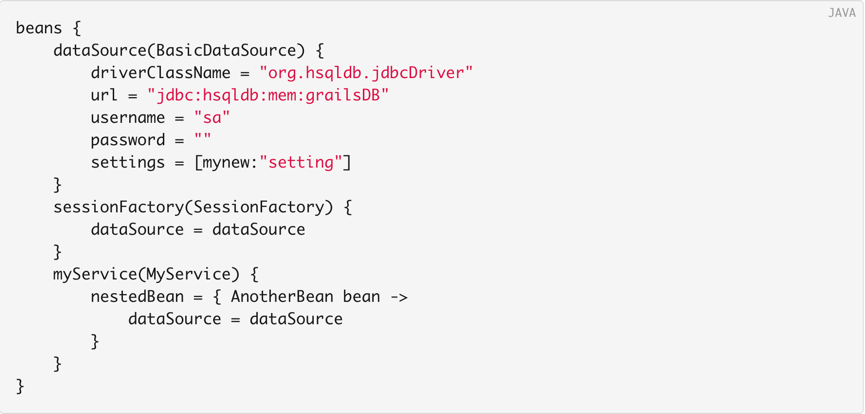 JAVA
beans {
    dataSource(BasicDataSource) {
        driverClassName = "org.hsqldb.jdbcDriver"
        url = "jdbc:hsqldb:mem:grailsDB"
        username = "sa"
        password = ""
        settings = [mynew:"setting"]
    }
    sessionFactory(SessionFactory) {
        dataSource = dataSource
    }
    myService(MyService) {
        nestedBean = { AnotherBean bean ->
            dataSource = dataSource
        }
    }
}